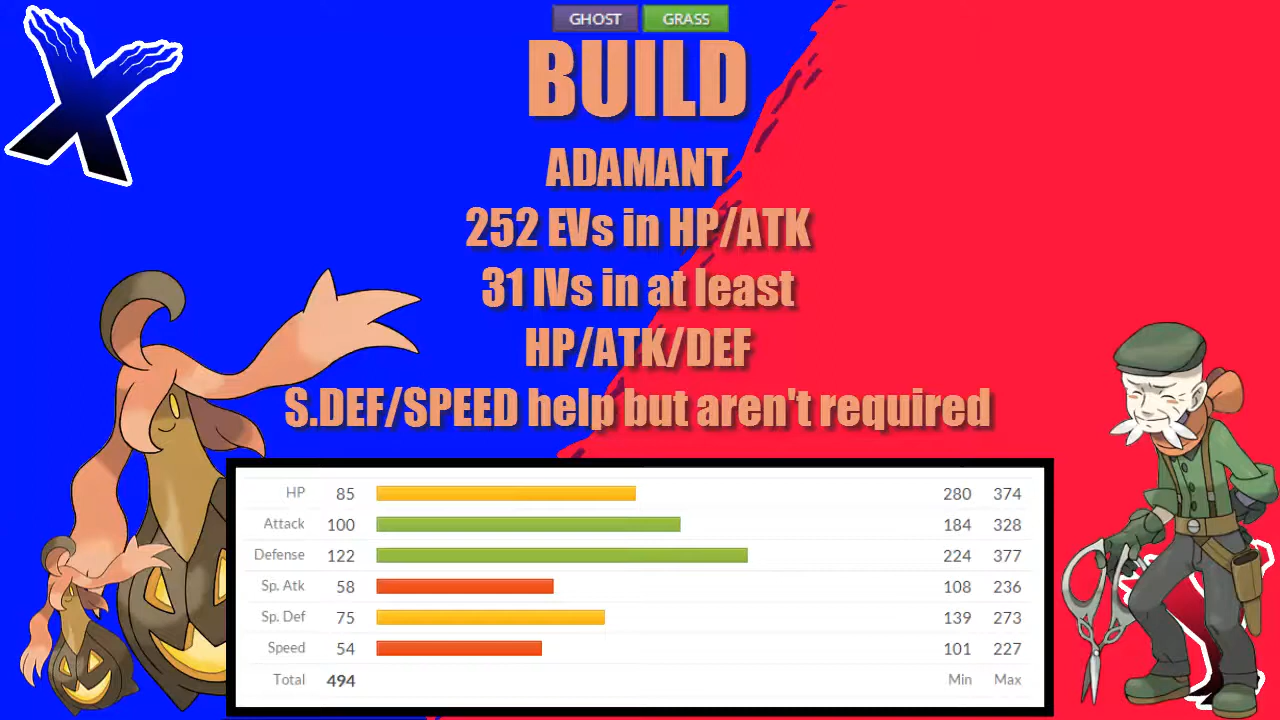 GHOST GRASS
BUILD
ADAMANT
252 EVs in HP/ATK
31 IVs in at least
HP/ATK/DEF
S.DEF/SPEED help but aren't required
HP 85 280 374
Attack 100 184 328
Defense 122 224 377
Sp. Atk 58 108 236
Sp. Def 75 139 273
Speed 54 101 227
Total 494 Min Max
X